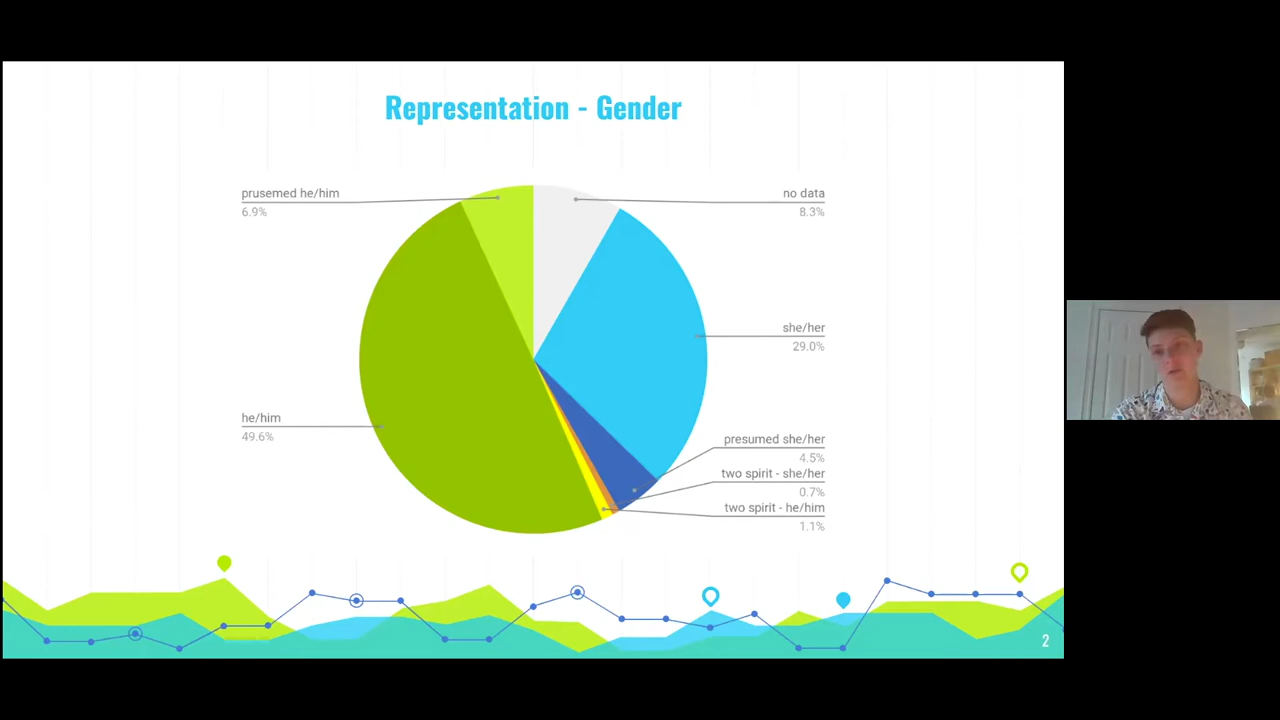 Representation - Gender
prusemed he/him
6.9%
no data
8.3%
she/her
29.0%
he/him
49.6%
presumed she/her
4.5%
two spirit - she/her
0.7%
two spirit - he/him
1.1%
2